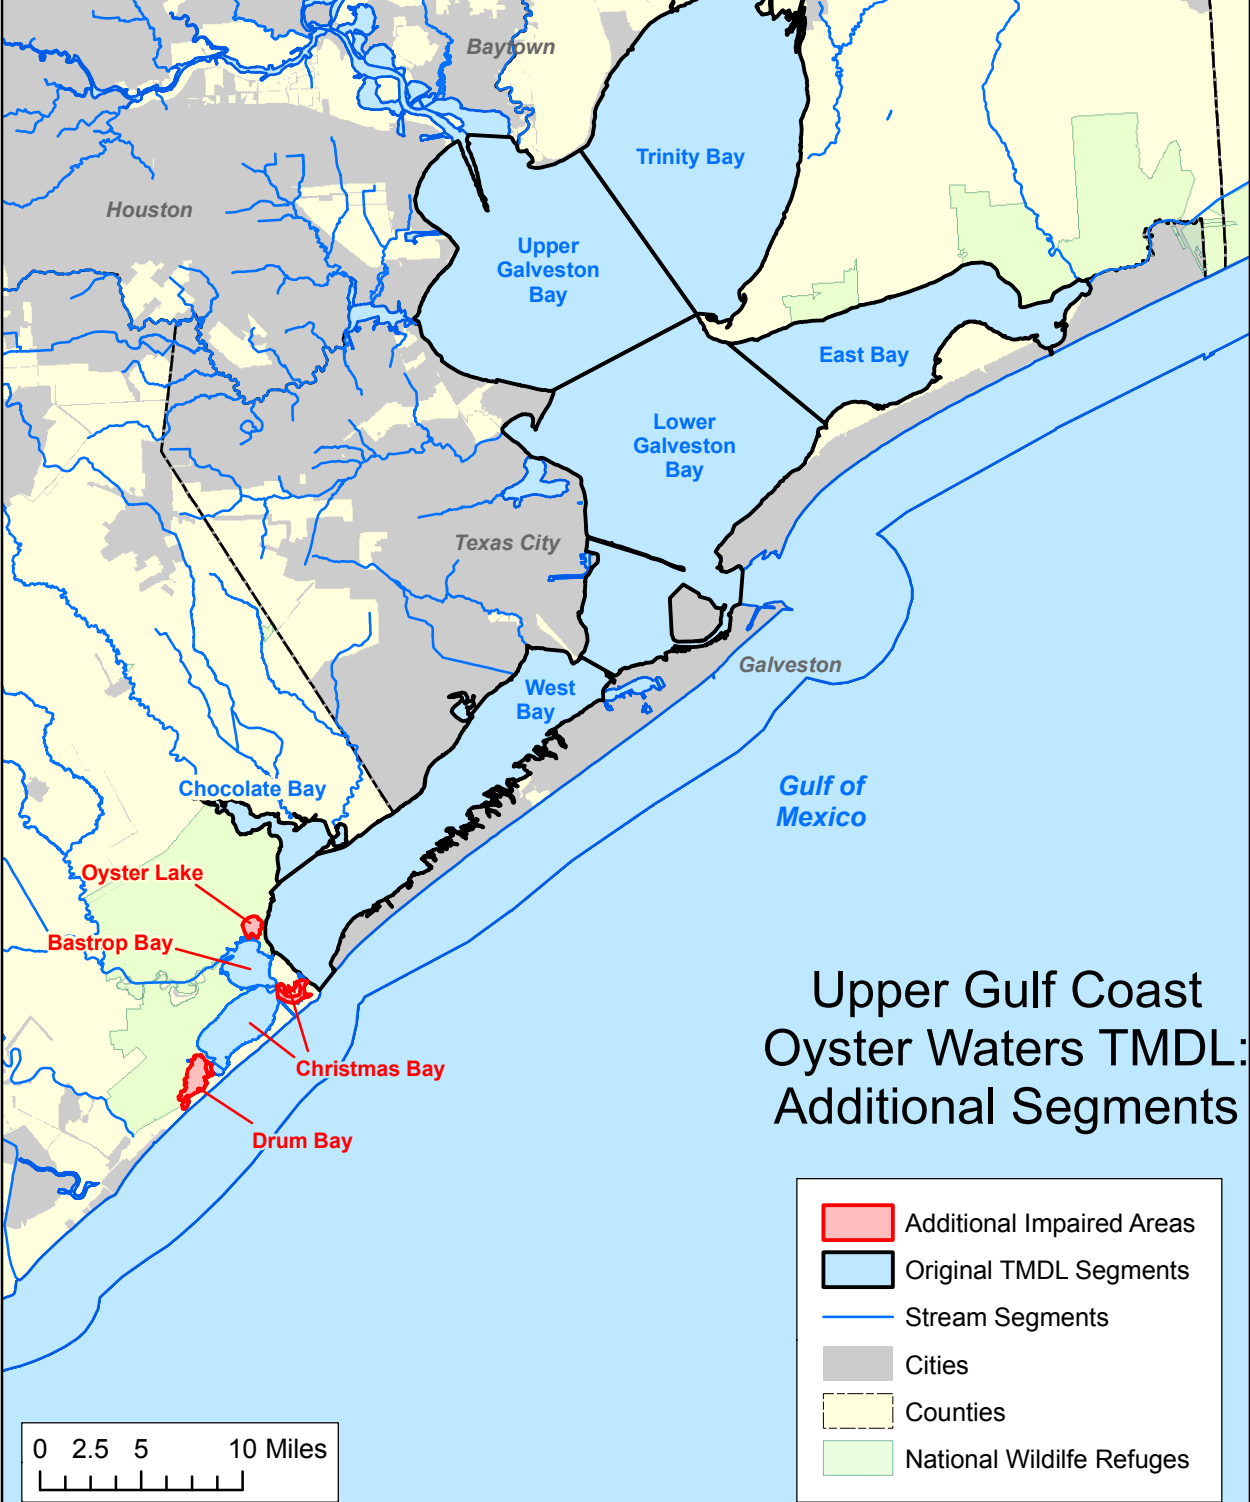 Baytown
Trinity Bay
Houston
Upper
Galveston
Bay
East Bay
Lower
Galveston
Bay
Texas City
Galveston
West
Bay
Chocolate Bay
Gulf of
Mexico
Oyster Lake
Bastrop Bay
Christmas Bay
Drum Bay
Upper Gulf Coast
Oyster Waters TMDL:
Additional Segments
Additional Impaired Areas
Original TMDL Segments
Stream Segments
Cities
Counties
National Wildilfe Refuges
0 2.5 5 10 Miles